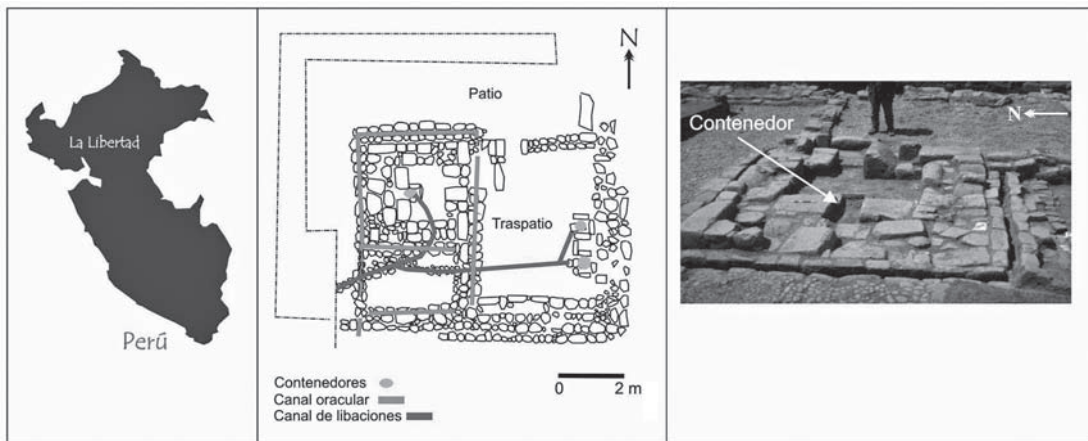 La Libertad
Perú
N
Patio
Traspatio
Contenedores
Canal oracular
Canal de libaciones
0 2 m
Contenedor
N